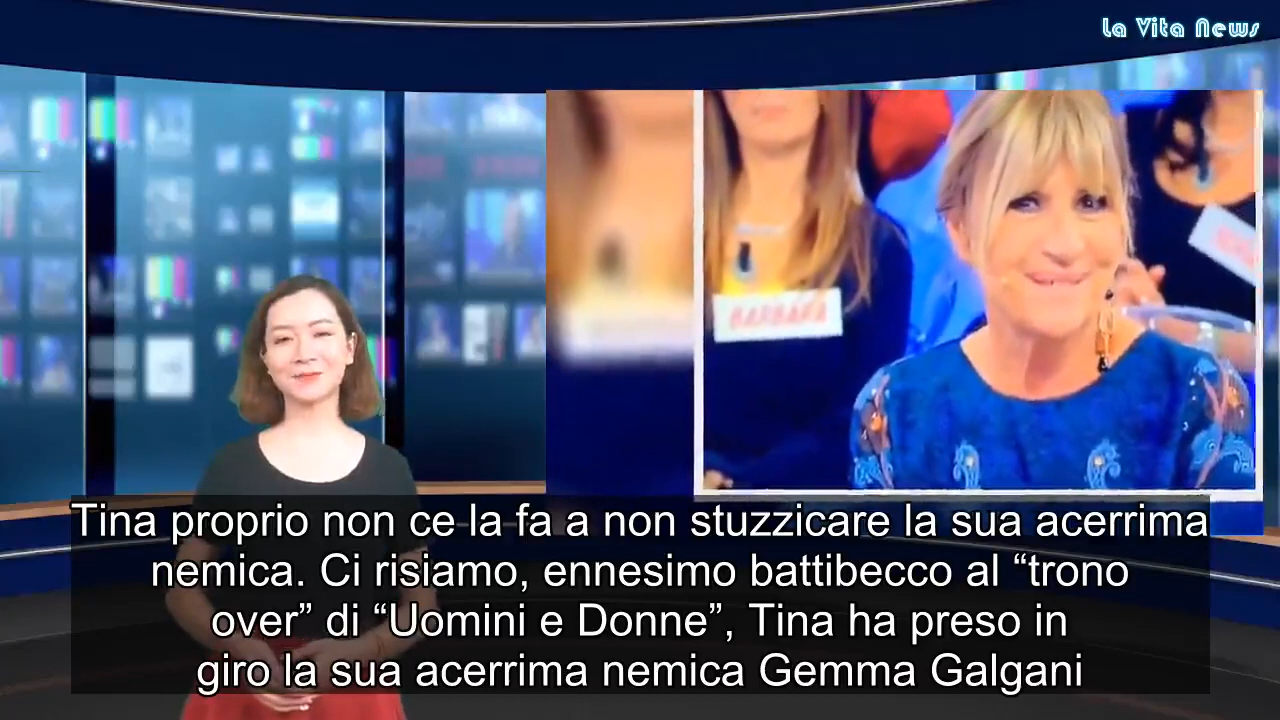 La Vita News
BARBARA
Tina proprio non ce la fa a non stuzzicare la sua acerrima
nemica. Ci risiamo, ennesimo battibecco al “trono
over” di “Uomini e Donne”, Tina ha preso in
giro la sua acerrima nemica Gemma Galgani